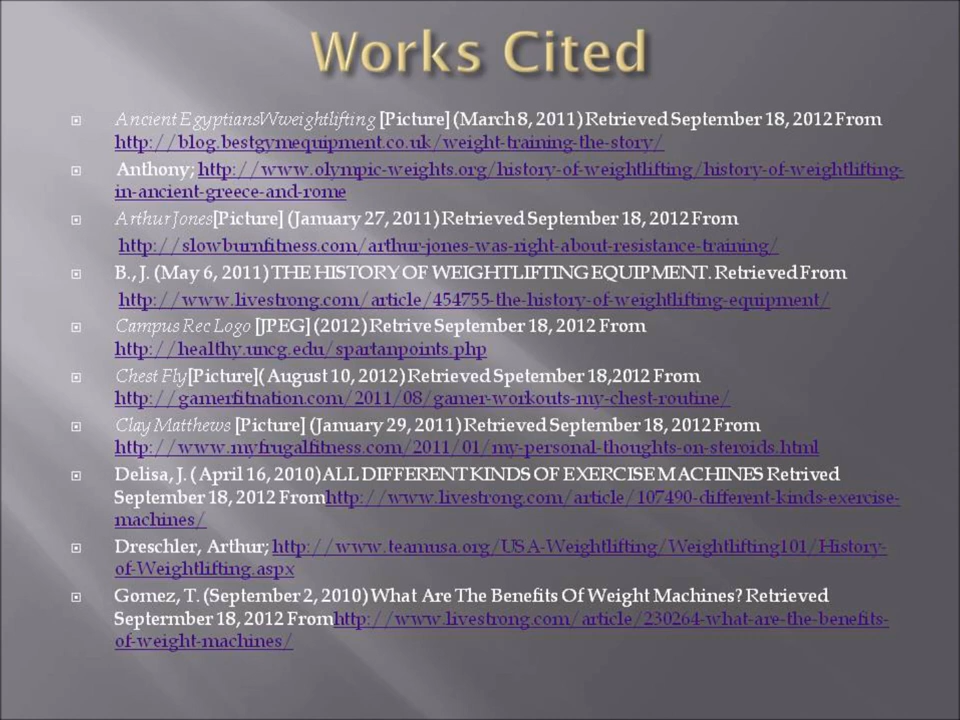 Works Cited
Ancient EgyptiansWweightlifting [Picture] (March 8, 2011) Retrieved September 18, 2012 From
http://blog.bestgymequipment.co.uk/weight-training-the-story/
Anthony; http://www.olympic-weights.org/history-of-weightlifting/history-of-weightlifting-
in-ancient-greece-and-rome
Arthur Jones[Picture] (January 27, 2011) Retrieved September 18, 2012 From
http://slowburnfitness.com/arthur-jones-was-right-about-resistance-training/
B., J. (May 6, 2011) THE HISTORY OF WEIGHTLIFTING EQUIPMENT. Retrieved From
http://www.livestrong.com/article/454755-the-history-of-weightlifting-equipment/
Campus Rec Logo [JPEG] (2012) Retrive September 18, 2012 From
http://healthy.uncg.edu/spartanpoints.php
Chest Fly[Picture]( August 10, 2012) Retrieved Spetember 18,2012 From
http://gamerfitnation.com/2011/08/gamer-workouts-my-chest-routine/
Clay Matthews [Picture] (January 29, 2011) Retrieved September 18, 2012 From
http://www.myfrugalfitness.com/2011/01/my-personal-thoughts-on-steroids.html
Delisa, J. ( April 16, 2010) ALL DIFFERENT KINDS OF EXERCISE MACHINES Retrived
September 18, 2012 Fromhttp://www.livestrong.com/article/107490-different-kinds-exercise-
machines/
Dreschler, Arthur; http://www.teamusa.org/USA-Weightlifting/Weightlifting101/History-
of-Weightlifting.aspx
Gomez, T. (September 2, 2010) What Are The Benefits Of Weight Machines? Retrieved
Septermber 18, 2012 Fromhttp://www.livestrong.com/article/230264-what-are-the-benefits-
of-weight-machines/